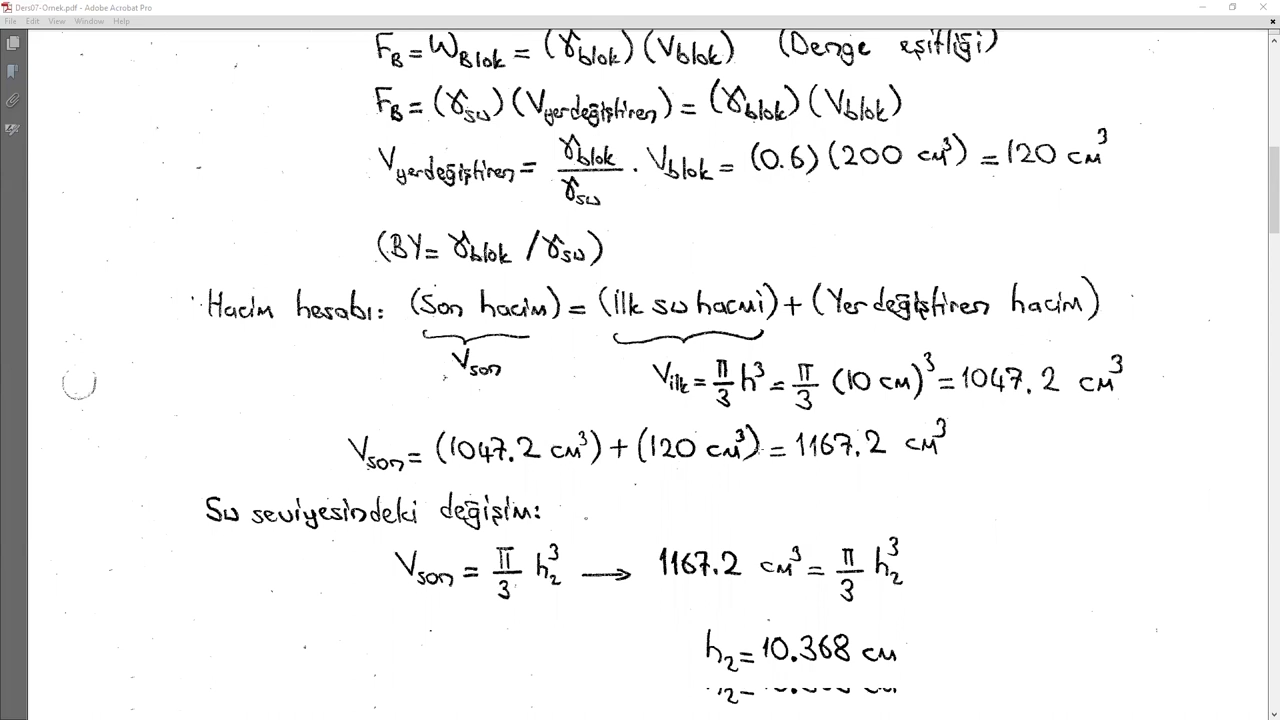 Ders07-Ornek.pdf - Adobe Acrobat Pro
File Edit View Window Help
F_B = W_Blok = (γ_blok)(V_blok) (Denge eşitliği)
F_B = (γ_su)(V_yerdeğiştiren) = (γ_blok)(V_blok)
V_yerdeğiştiren = γ_blok/γ_su . V_blok = (0.6)(200 cm³) = 120 cm³
(BY = γ_blok / γ_su)
Hacim hesabı: (Son hacim) = (ilk su hacmi) + (Yer değiştiren hacim)
V_son
V_ilk = π/3 h³ = π/3 (10 cm)³ = 1047.2 cm³
V_son = (1047.2 cm³) + (120 cm³) = 1167.2 cm³
Su seviyesindeki değişim:
V_son = π/3 h₂³ → 1167.2 cm³ = π/3 h₂³
h₂ = 10.368 cm